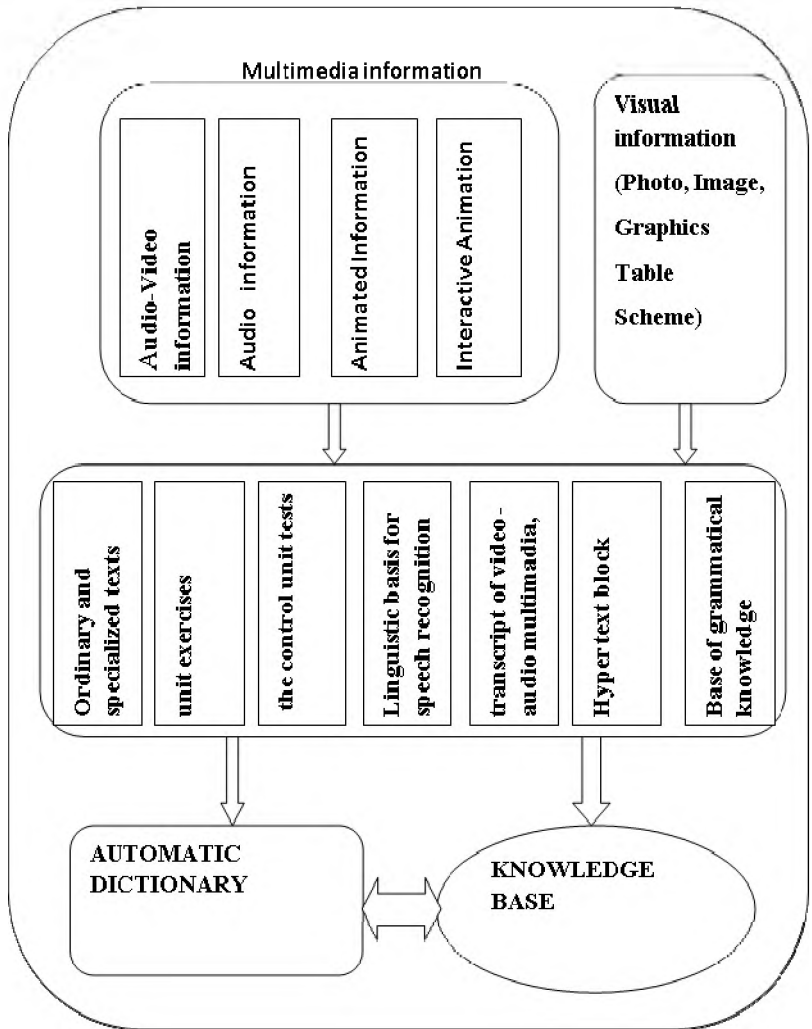 Multimedia information
Audio-Video
information
Audio information
Animated Information
Interactive Animation
Visual
information
(Photo, Image,
Graphics
Table
Scheme)
Ordinary and
specialized texts
unit exercises
the control unit tests
Linguistic basis for
speech recognition
transcript of video -
audio multimadia,
Hyper text block
Base of grammatical
knowledge
AUTOMATIC
DICTIONARY
KNOWLEDGE
BASE